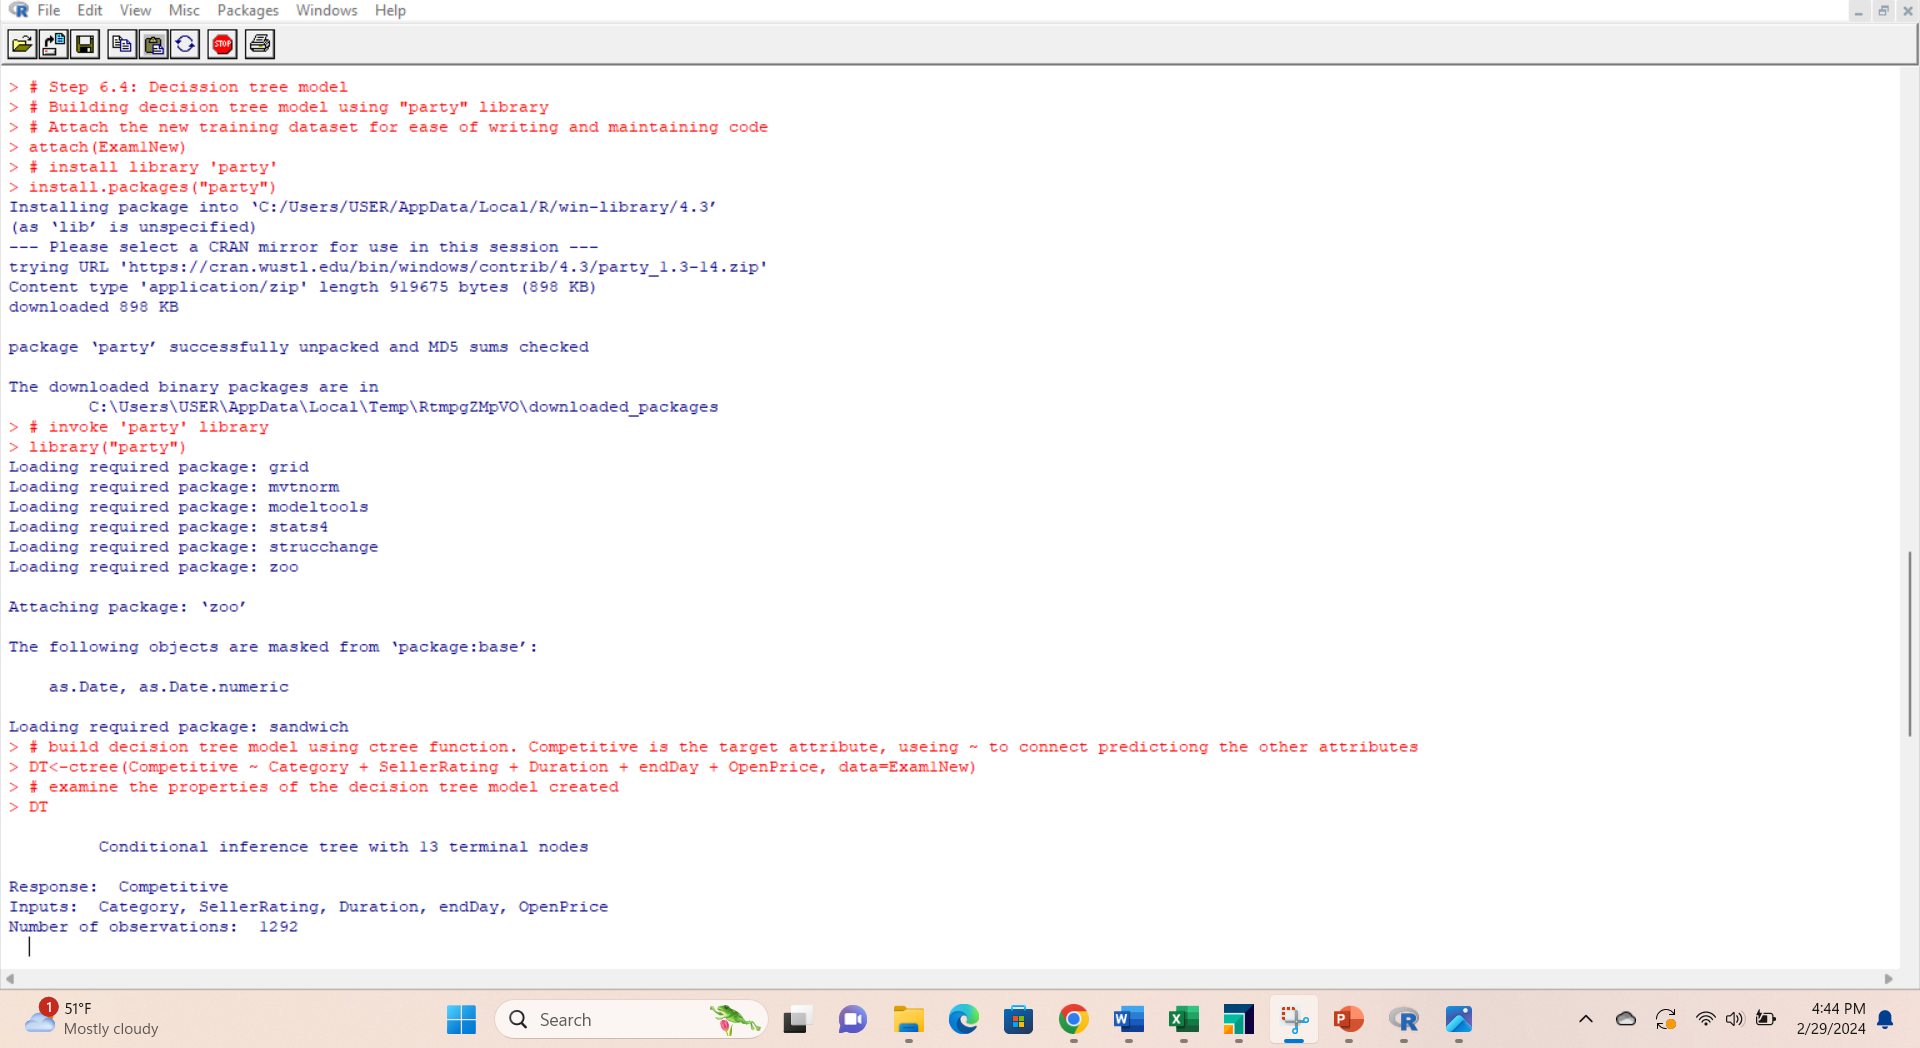 File Edit View Misc Packages Windows Help
STOP
> # Step 6.4: Decission tree model
> # Building decision tree model using "party" library
> # Attach the new training dataset for ease of writing and maintaining code
> attach(Exam1New)
> # install library 'party'
> install.packages("party")
Installing package into ‘C:/Users/USER/AppData/Local/R/win-library/4.3’
(as ‘lib’ is unspecified)
--- Please select a CRAN mirror for use in this session ---
trying URL 'https://cran.wustl.edu/bin/windows/contrib/4.3/party_1.3-14.zip'
Content type 'application/zip' length 919675 bytes (898 KB)
downloaded 898 KB
package ‘party’ successfully unpacked and MD5 sums checked
The downloaded binary packages are in
C:\Users\USER\AppData\Local\Temp\RtmpgZMpVO\downloaded_packages
> # invoke 'party' library
> library("party")
Loading required package: grid
Loading required package: mvtnorm
Loading required package: modeltools
Loading required package: stats4
Loading required package: strucchange
Loading required package: zoo
Attaching package: ‘zoo’
The following objects are masked from ‘package:base’:
as.Date, as.Date.numeric
Loading required package: sandwich
> # build decision tree model using ctree function. Competitive is the target attribute, useing ~ to connect predictiong the other attributes
> DT<-ctree(Competitive ~ Category + SellerRating + Duration + endDay + OpenPrice, data=Exam1New)
> # examine the properties of the decision tree model created
> DT
Conditional inference tree with 13 terminal nodes
Response: Competitive
Inputs: Category, SellerRating, Duration, endDay, OpenPrice
Number of observations: 1292
1
51°F
Mostly cloudy
Search
4:44 PM
2/29/2024